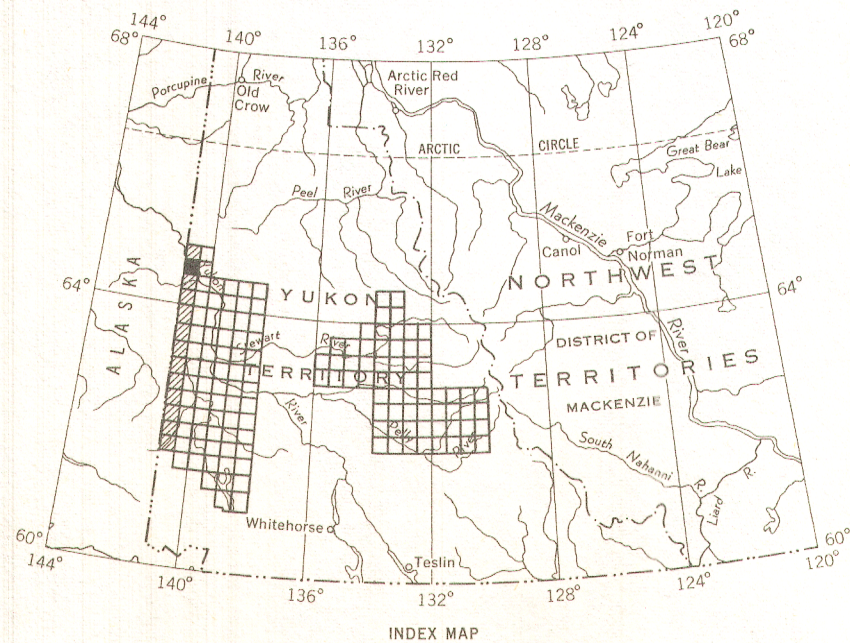 144°
140°
136°
132°
128°
124°
120°
68°
68°
Porcupine River
Old
Crow
Arctic Red
River
ARCTIC CIRCLE
Great Bear
Lake
Peel River
Mackenzie
Fort
Norman
Canol
NORTHWEST
64°
64°
ALASKA
Yukon
YUKON
Stewart River
DISTRICT OF
River
TERRITORY
TERRITORIES
MACKENZIE
River
Pelly River
South Nahanni R.
Liard R.
Whitehorse
Teslin
60°
60°
144°
140°
136°
132°
128°
124°
120°
INDEX MAP